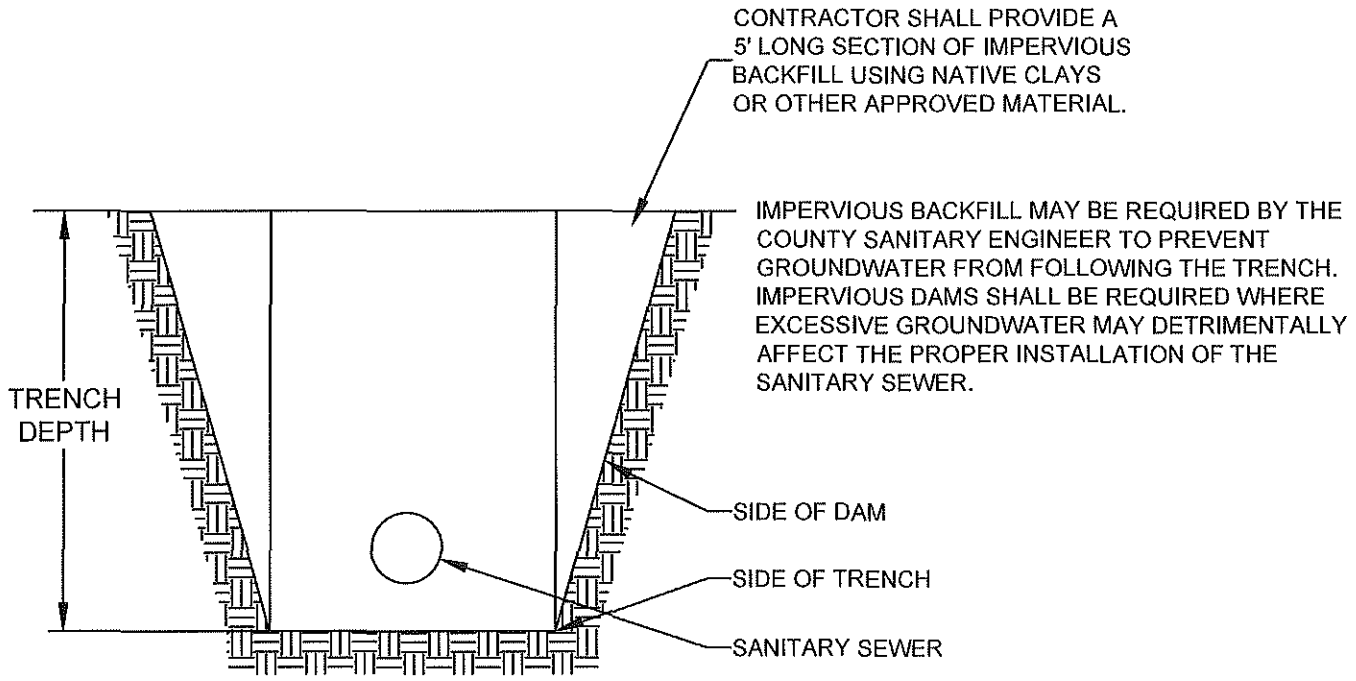 CONTRACTOR SHALL PROVIDE A
5' LONG SECTION OF IMPERVIOUS
BACKFILL USING NATIVE CLAYS
OR OTHER APPROVED MATERIAL.
IMPERVIOUS BACKFILL MAY BE REQUIRED BY THE
COUNTY SANITARY ENGINEER TO PREVENT
GROUNDWATER FROM FOLLOWING THE TRENCH.
IMPERVIOUS DAMS SHALL BE REQUIRED WHERE
EXCESSIVE GROUNDWATER MAY DETRIMENTALLY
AFFECT THE PROPER INSTALLATION OF THE
SANITARY SEWER.
TRENCH
DEPTH
SIDE OF DAM
SIDE OF TRENCH
SANITARY SEWER